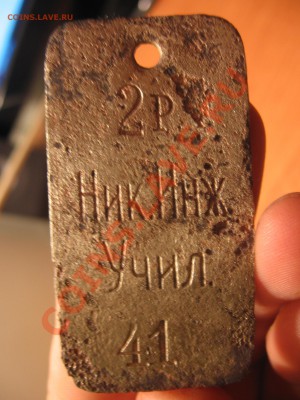 COINS.LAVE.RU
2Р
Ник.Инж.
Учил.
41.
COINS.LAVE.RU